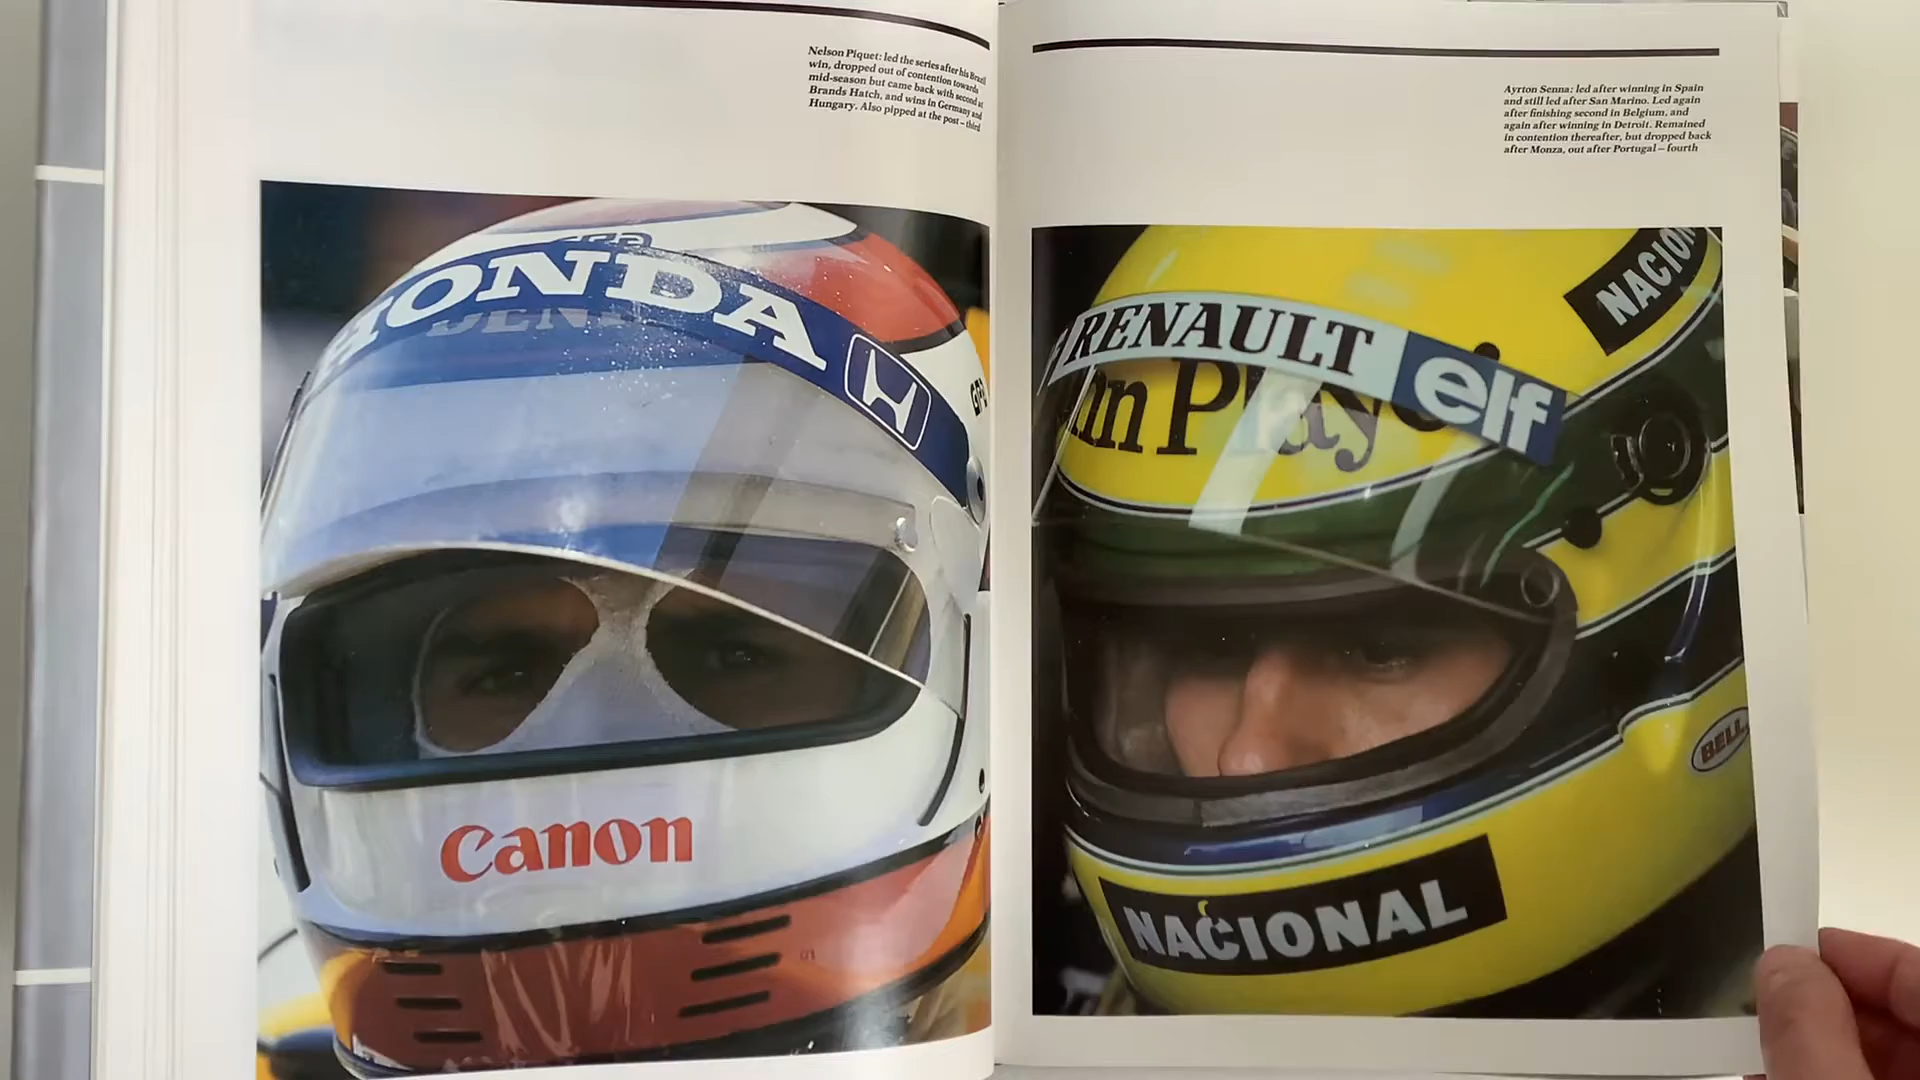 Nelson Piquet: led the series after his Brazil
win, dropped out of contention towards
mid-season but came back with second at
Brands Hatch, and wins in Germany and
Hungary. Also pipped at the post – third
HONDA
Canon
Ayrton Senna: led after winning in Spain
and still led after San Marino. Led again
after finishing second in Belgium, and
again after winning in Detroit. Remained
in contention thereafter, but dropped back
after Monza, out after Portugal – fourth
NACION
RENAULT elf
hn Play
BELL
NACIONAL